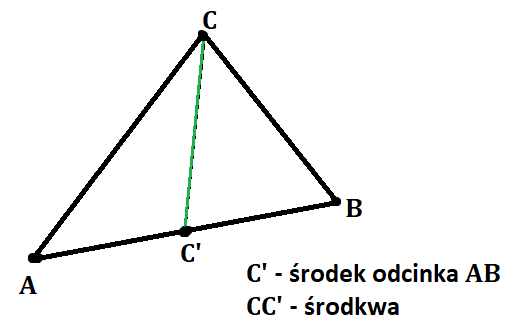 C
B
C'
A
C' - środek odcinka AB
CC' - środkwa